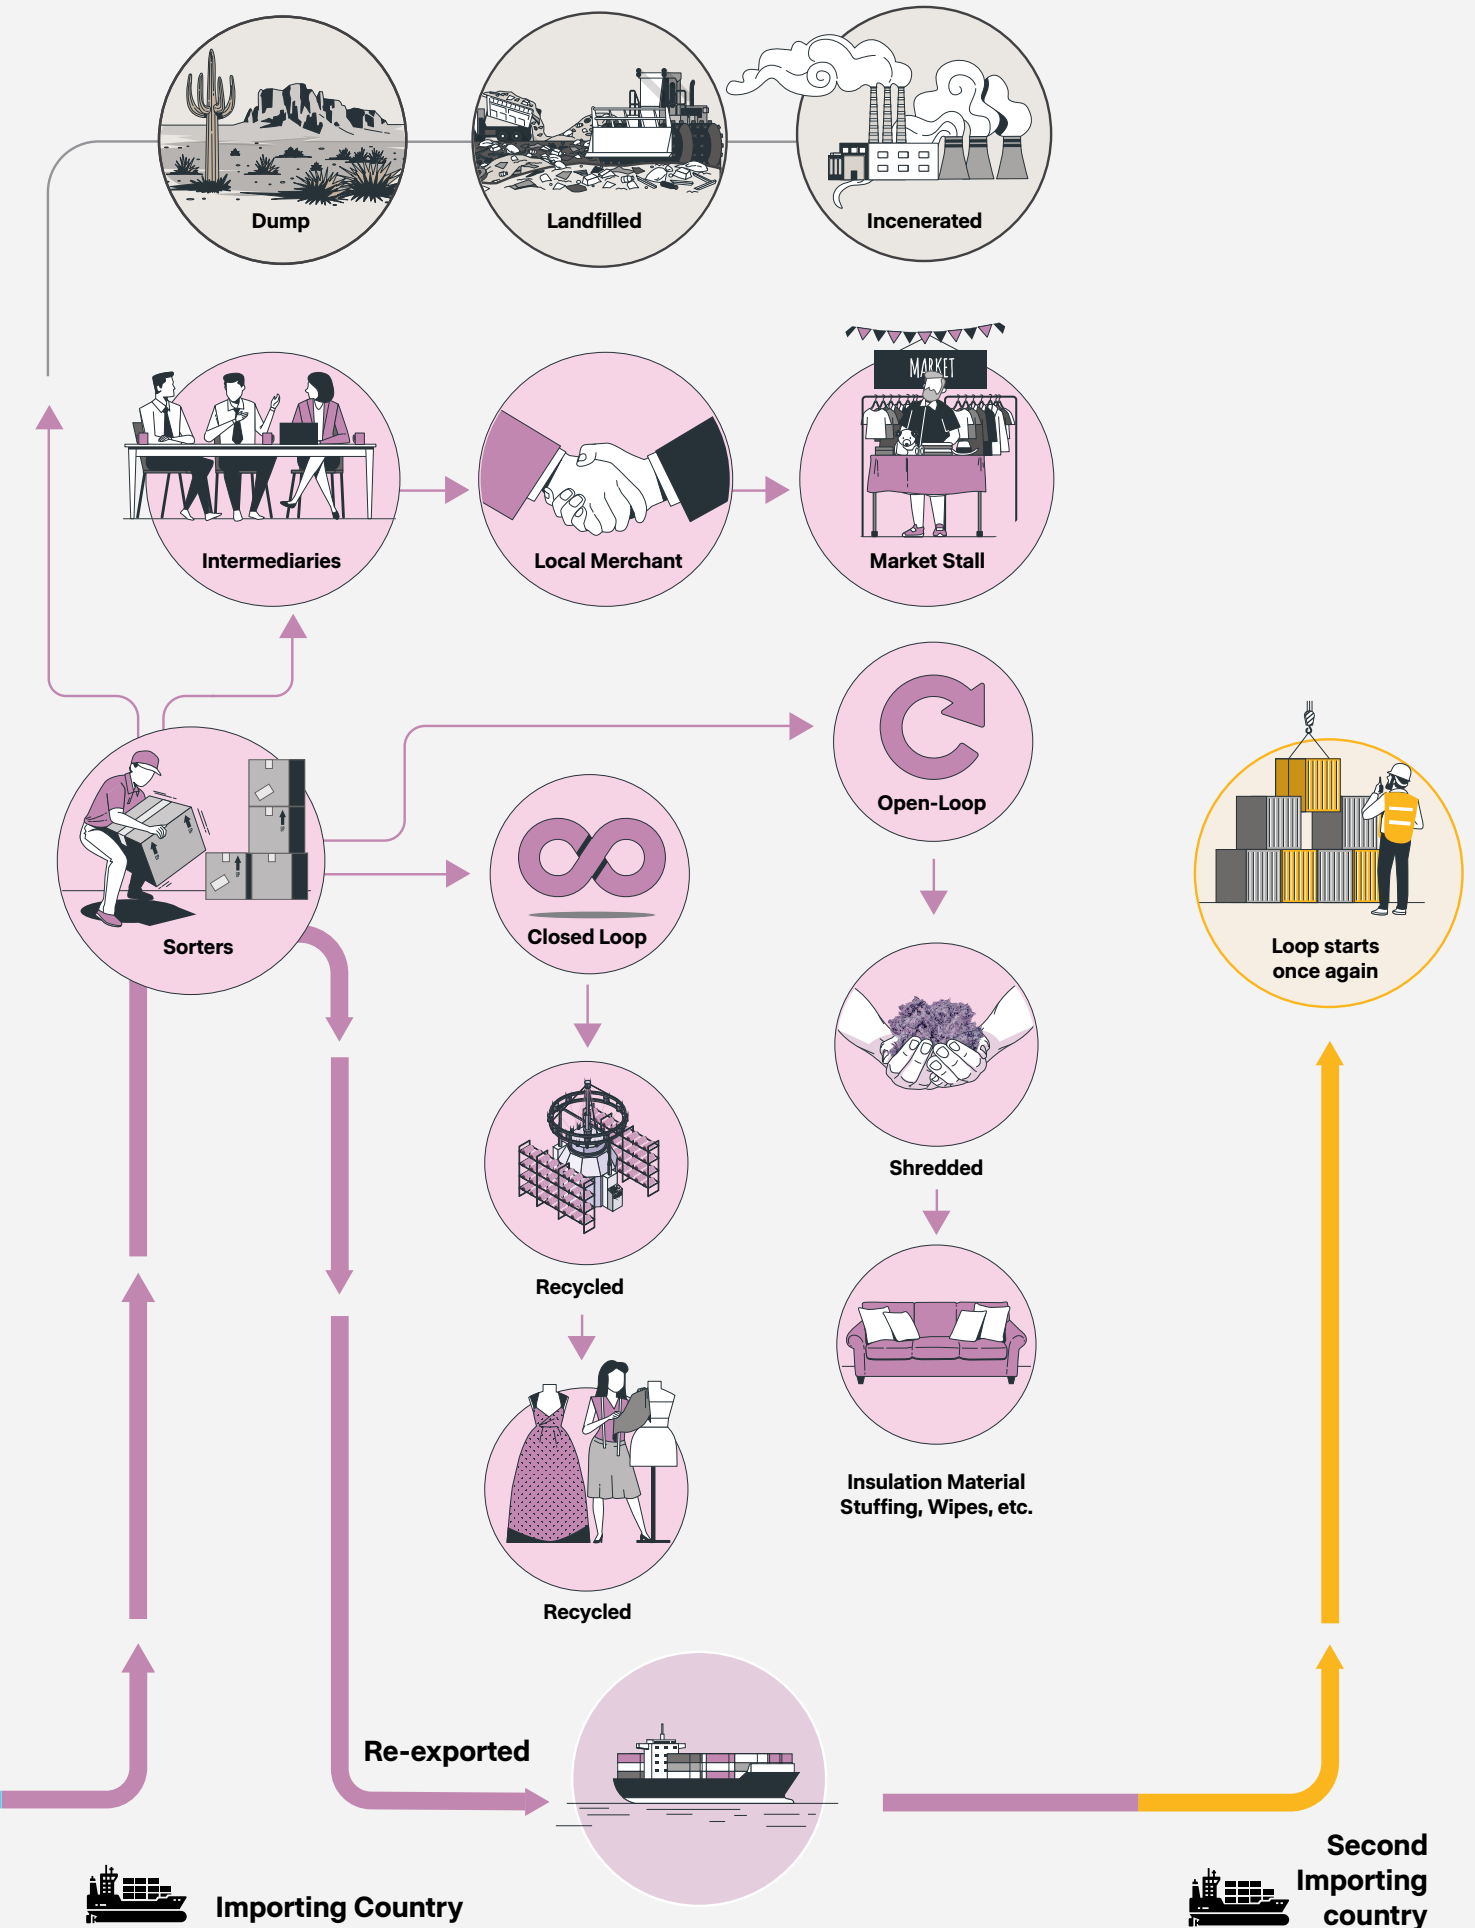 Dump
Landfilled
Incenerated
MARKET
Intermediaries
Local Merchant
Market Stall
Open-Loop
Closed Loop
Sorters
Loop starts
once again
Shredded
Recycled
Insulation Material
Stuffing, Wipes, etc.
Recycled
Re-exported
Importing Country
Second
Importing
country